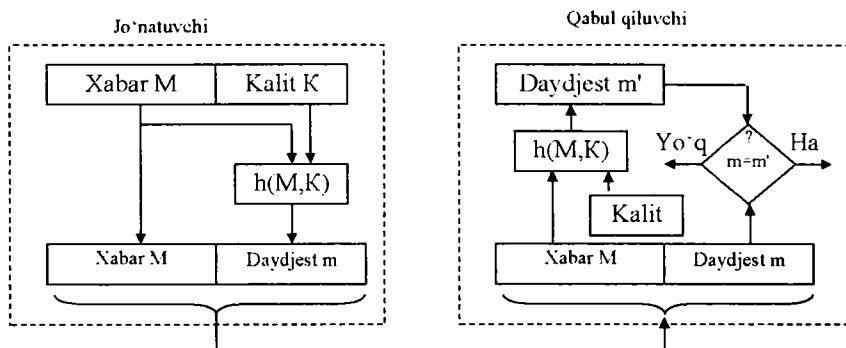 Jo‘natuvchi
Xabar M Kalit K
h(M,K)
Xabar M Daydjest m
Qabul qiluvchi
Daydjest m'
h(M,K)
Kalit
Yo‘q ? Ha
m=m'
Xabar M Daydjest m